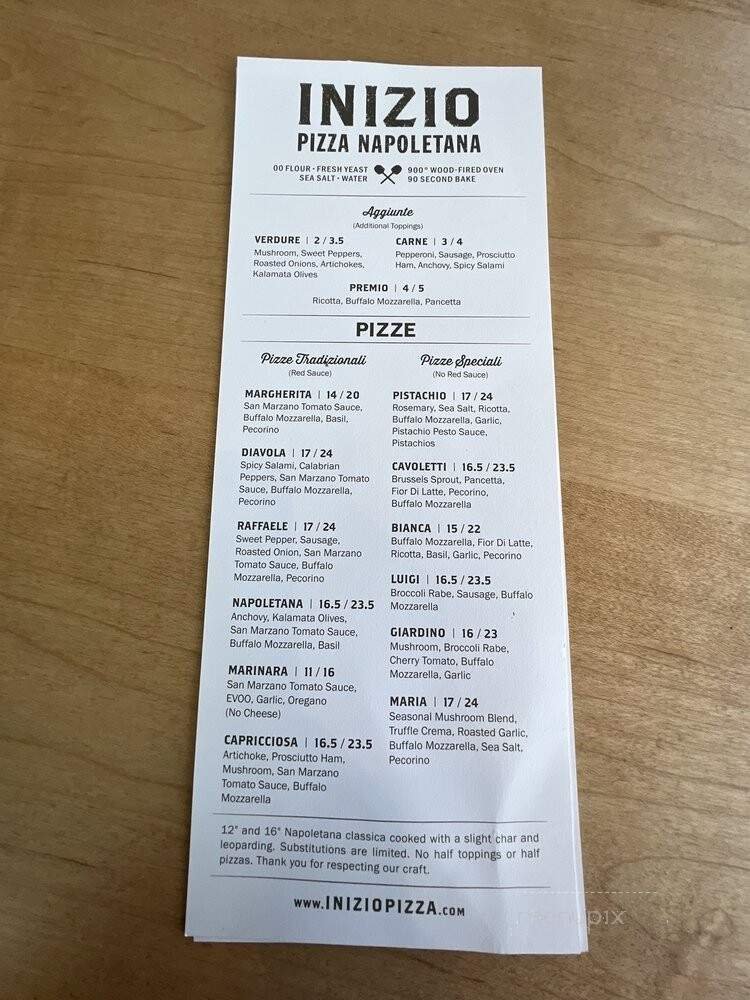 INIZIO
PIZZA NAPOLETANA
00 FLOUR · FRESH YEAST
SEA SALT · WATER
900° WOOD-FIRED OVEN
90 SECOND BAKE
Aggiunte
(Additional Toppings)
VERDURE | 2 / 3.5
Mushroom, Sweet Peppers,
Roasted Onions, Artichokes,
Kalamata Olives
CARNE | 3 / 4
Pepperoni, Sausage, Prosciutto
Ham, Anchovy, Spicy Salami
PREMIO | 4 / 5
Ricotta, Buffalo Mozzarella, Pancetta
PIZZE
Pizze Tradizionali
(Red Sauce)
MARGHERITA | 14 / 20
San Marzano Tomato Sauce,
Buffalo Mozzarella, Basil,
Pecorino
DIAVOLA | 17 / 24
Spicy Salami, Calabrian
Peppers, San Marzano Tomato
Sauce, Buffalo Mozzarella,
Pecorino
RAFFAELE | 17 / 24
Sweet Pepper, Sausage,
Roasted Onion, San Marzano
Tomato Sauce, Buffalo
Mozzarella, Pecorino
NAPOLETANA | 16.5 / 23.5
Anchovy, Kalamata Olives,
San Marzano Tomato Sauce,
Buffalo Mozzarella, Basil
MARINARA | 11 / 16
San Marzano Tomato Sauce,
EVOO, Garlic, Oregano
(No Cheese)
CAPRICCIOSA | 16.5 / 23.5
Artichoke, Prosciutto Ham,
Mushroom, San Marzano
Tomato Sauce, Buffalo
Mozzarella
Pizze Speciali
(No Red Sauce)
PISTACHIO | 17 / 24
Rosemary, Sea Salt, Ricotta,
Buffalo Mozzarella, Garlic,
Pistachio Pesto Sauce,
Pistachios
CAVOLETTI | 16.5 / 23.5
Brussels Sprout, Pancetta,
Fior Di Latte, Pecorino,
Buffalo Mozzarella
BIANCA | 15 / 22
Buffalo Mozzarella, Fior Di Latte,
Ricotta, Basil, Garlic, Pecorino
LUIGI | 16.5 / 23.5
Broccoli Rabe, Sausage, Buffalo
Mozzarella
GIARDINO | 16 / 23
Mushroom, Broccoli Rabe,
Cherry Tomato, Buffalo
Mozzarella, Garlic
MARIA | 17 / 24
Seasonal Mushroom Blend,
Truffle Crema, Roasted Garlic,
Buffalo Mozzarella, Sea Salt,
Pecorino
12" and 16" Napoletana classica cooked with a slight char and
leoparding. Substitutions are limited. No half toppings or half
pizzas. Thank you for respecting our craft.
www.INIZIOPIZZA.COM
menupix